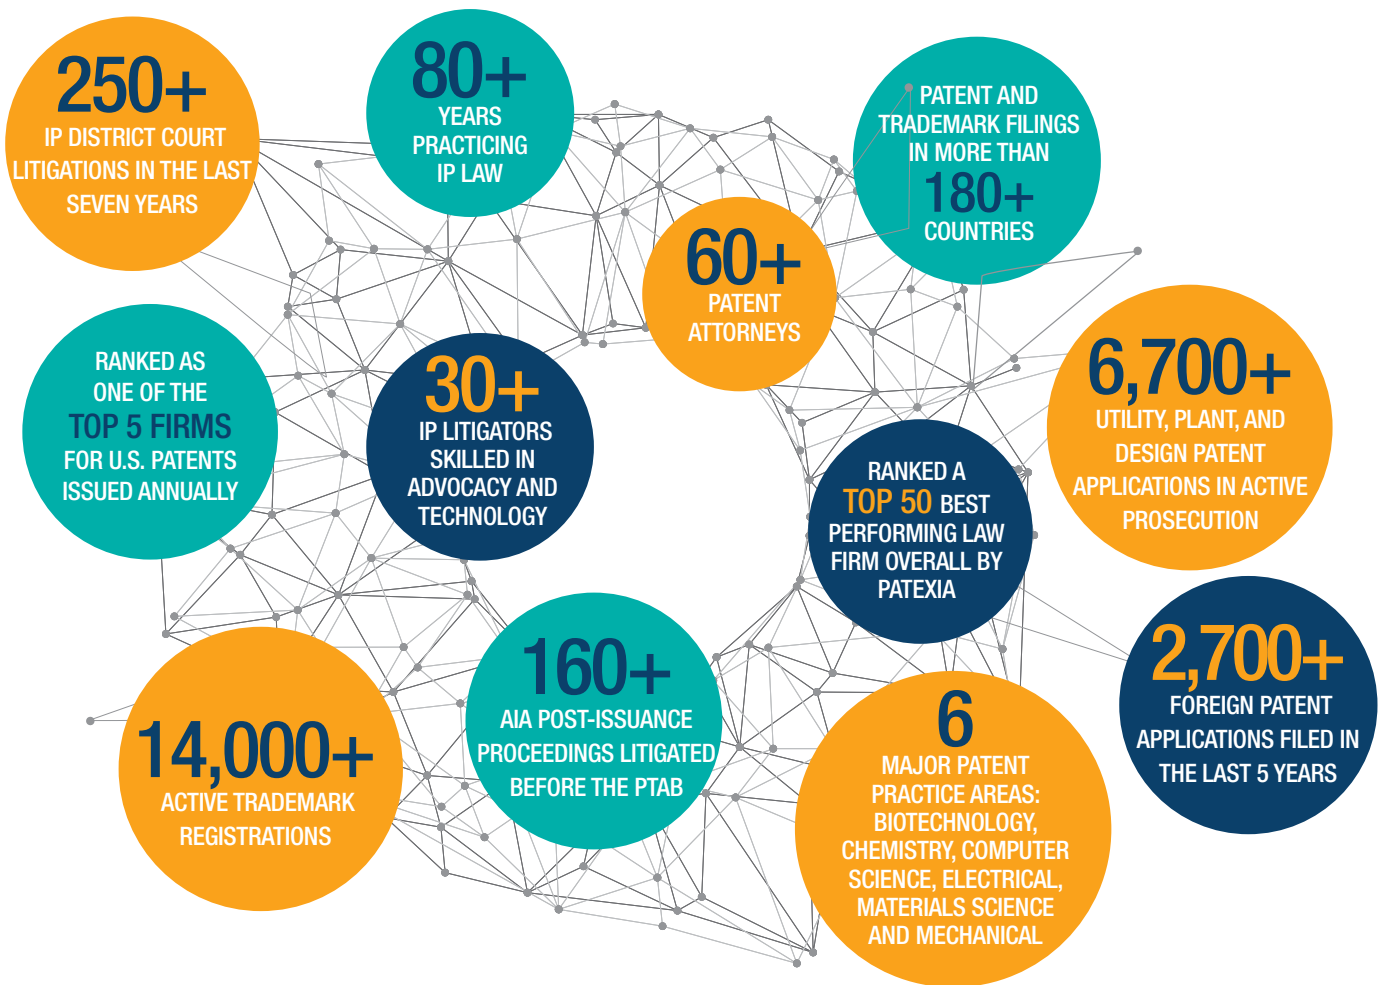 250+
IP DISTRICT COURT
LITIGATIONS IN THE LAST
SEVEN YEARS
80+
YEARS
PRACTICING
IP LAW
PATENT AND
TRADEMARK FILINGS
IN MORE THAN
180+
COUNTRIES
60+
PATENT
ATTORNEYS
RANKED AS
ONE OF THE
TOP 5 FIRMS
FOR U.S. PATENTS
ISSUED ANNUALLY
30+
IP LITIGATORS
SKILLED IN
ADVOCACY AND
TECHNOLOGY
6,700+
UTILITY, PLANT, AND
DESIGN PATENT
APPLICATIONS IN ACTIVE
PROSECUTION
RANKED A
TOP 50 BEST
PERFORMING LAW
FIRM OVERALL BY
PATEXIA
14,000+
ACTIVE TRADEMARK
REGISTRATIONS
160+
AIA POST-ISSUANCE
PROCEEDINGS LITIGATED
BEFORE THE PTAB
6
MAJOR PATENT
PRACTICE AREAS:
BIOTECHNOLOGY,
CHEMISTRY, COMPUTER
SCIENCE, ELECTRICAL,
MATERIALS SCIENCE
AND MECHANICAL
2,700+
FOREIGN PATENT
APPLICATIONS FILED IN
THE LAST 5 YEARS